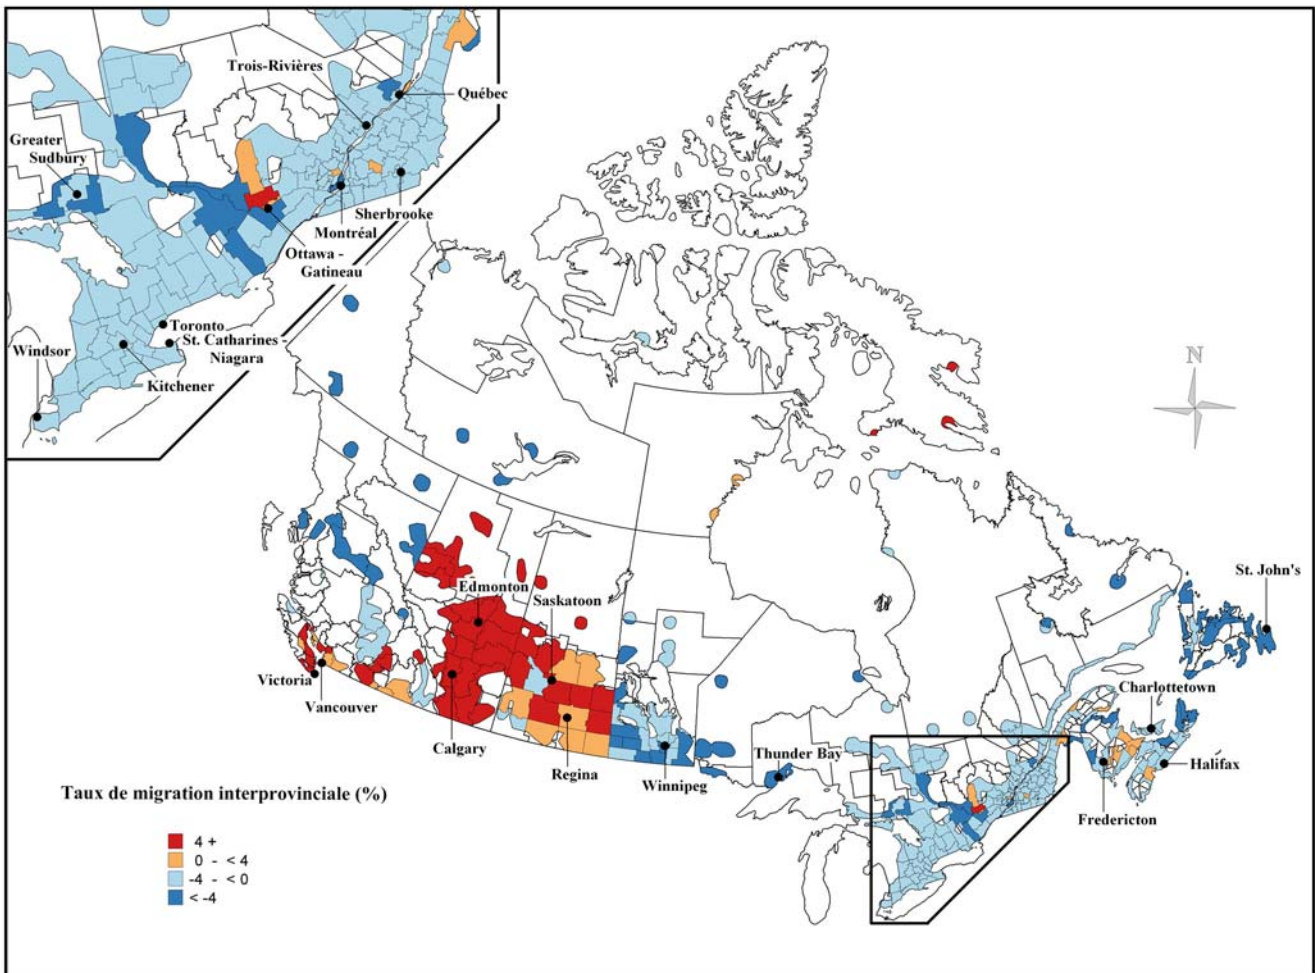 Trois-Rivières
Québec
Greater
Sudbury
Sherbrooke
Montréal
Ottawa -
Gatineau
Toronto
St. Catharines -
Niagara
Windsor
Kitchener
N
St. John's
Edmonton
Saskatoon
Charlottetown
Victoria
Vancouver
Calgary
Regina
Winnipeg
Thunder Bay
Halifax
Fredericton
Taux de migration interprovinciale (%)
4 +
0 - < 4
-4 - < 0
< -4